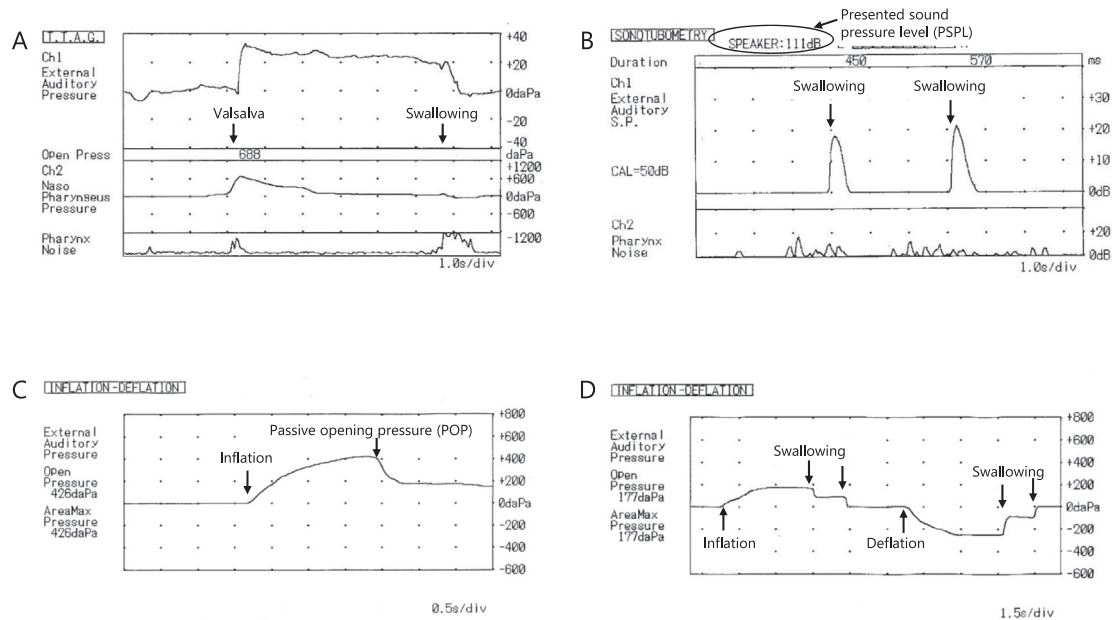 A
T.T.A.G.
Ch1
External
Auditory
Pressure
+40
+20
0daPa
-20
-40
Valsalva
Swallowing
Open Press
688
daPa
Ch2
Naso
Pharyngeus
Pressure
+1200
+600
0daPa
-600
-1200
Pharynx
Noise
1.0s/div
B
SONOTUBOMETRY
SPEAKER:111dB
Presented sound
pressure level (PSPL)
Duration
450
570
ms
Ch1
External
Auditory
S.P.
CAL=50dB
Swallowing
Swallowing
+30
+20
+10
0dB
Ch2
Pharynx
Noise
+20
0dB
1.0s/div
C
INFLATION-DEFLATION
External
Auditory
Pressure
Open
Pressure
426daPa
AreaMax
Pressure
426daPa
Inflation
Passive opening pressure (POP)
+800
+600
+400
+200
0daPa
-200
-400
-600
0.5s/div
D
INFLATION-DEFLATION
External
Auditory
Pressure
Open
Pressure
177daPa
AreaMax
Pressure
177daPa
Swallowing
Swallowing
Inflation
Deflation
+800
+600
+400
+200
0daPa
-200
-400
-600
1.5s/div